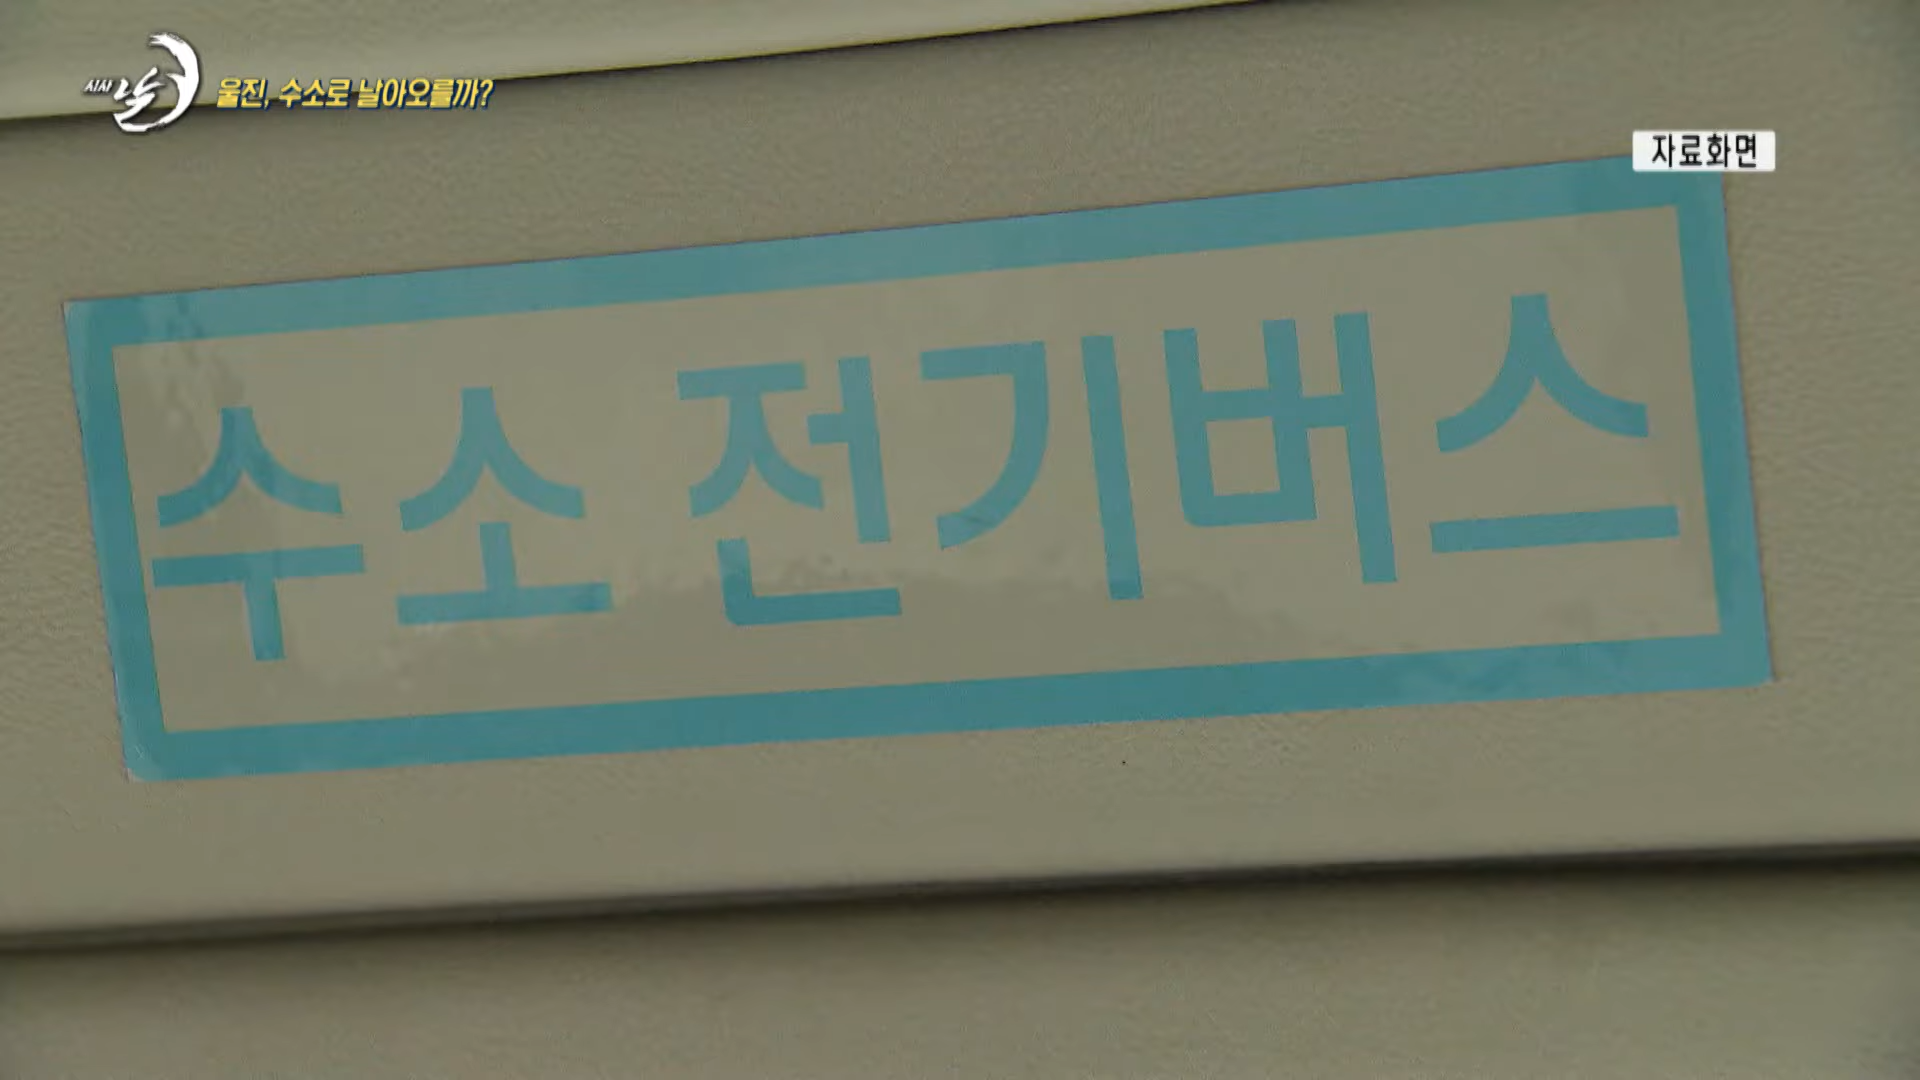 시사 날
울진, 수소로 날아오를까?
자료화면
수소전기버스